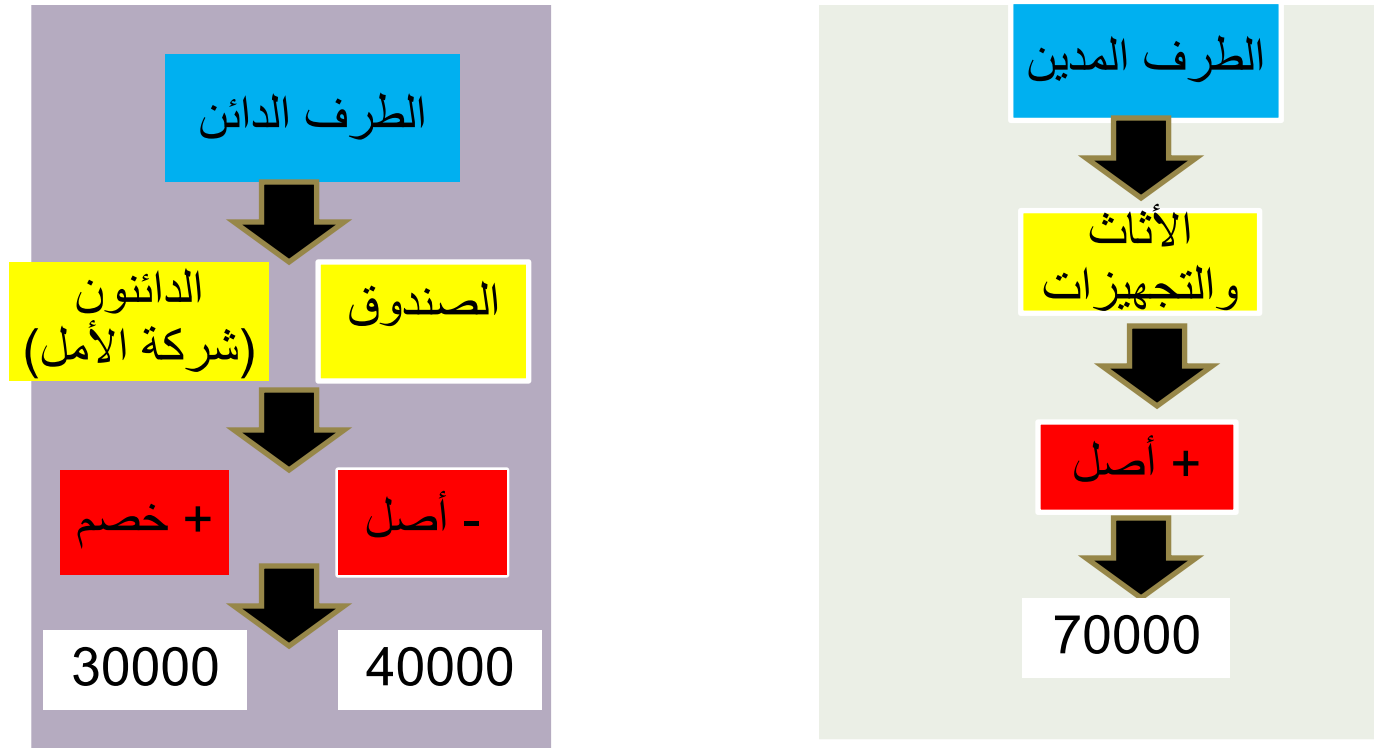 الطرف المدين
الأثاث
والتجهيزات
+ أصل
70000
الطرف الدائن
الصندوق
- أصل
40000
الدائنون
(شركة الأمل)
+ خصم
30000